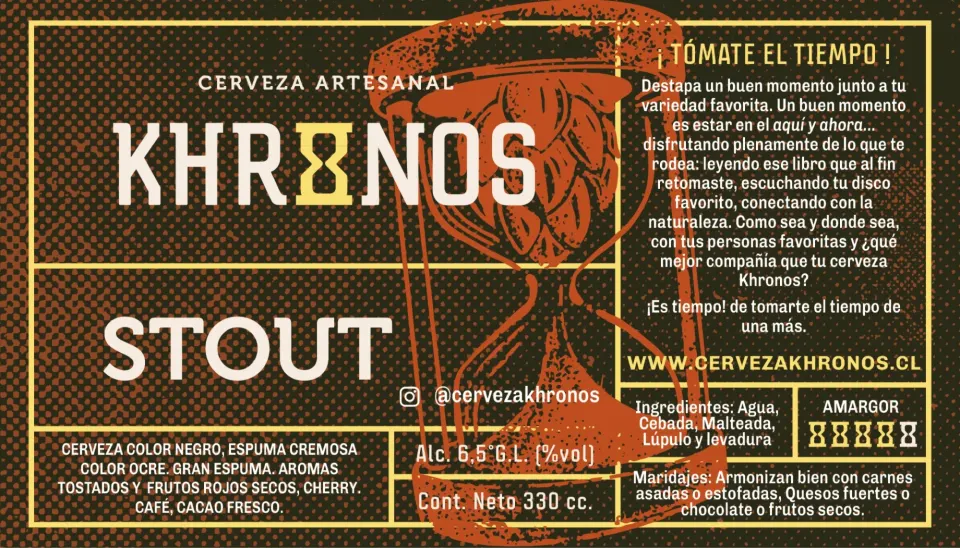 CERVEZA ARTESANAL
KHRONOS
STOUT
@cervezakhronos
CERVEZA COLOR NEGRO, ESPUMA CREMOSA
COLOR OCRE. GRAN ESPUMA. AROMAS
TOSTADOS Y FRUTOS ROJOS SECOS, CHERRY.
CAFÉ, CACAO FRESCO.
Alc. 6,5°G.L. (%vol)
Cont. Neto 330 cc.
¡ TÓMATE EL TIEMPO !
Destapa un buen momento junto a tu
variedad favorita. Un buen momento
es estar en el aquí y ahora...
disfrutando plenamente de lo que te
rodea: leyendo ese libro que al fin
retomaste, escuchando tu disco
favorito, conectando con la
naturaleza. Como sea y donde sea,
con tus personas favoritas y ¿qué
mejor compañía que tu cerveza
Khronos?
¡Es tiempo! de tomarte el tiempo de
una más.
WWW.CERVEZAKHRONOS.CL
Ingredientes: Agua,
Cebada, Malteada,
Lúpulo y levadura
AMARGOR
Maridajes: Armonizan bien con carnes
asadas o estofadas, Quesos fuertes o
chocolate o frutos secos.